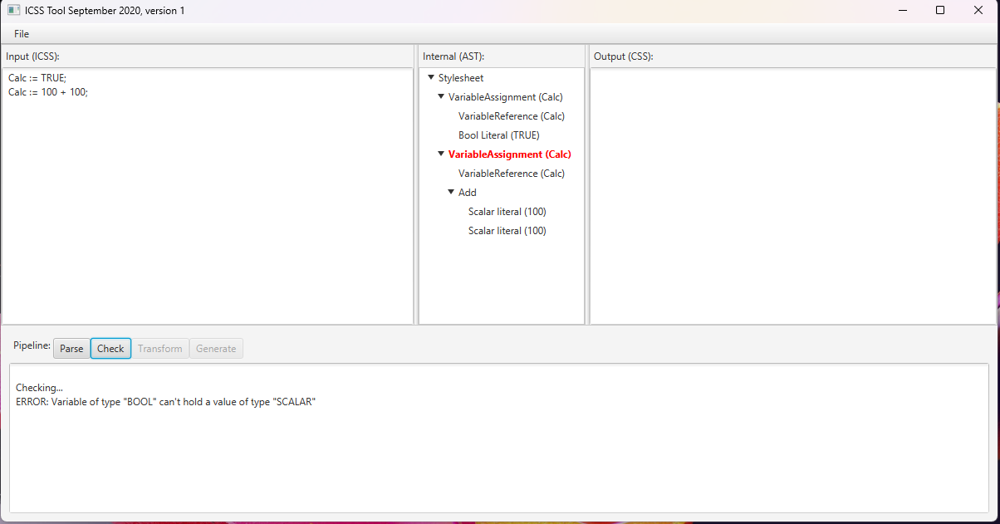 ICSS Tool September 2020, version 1
File
Input (ICSS):
Calc := TRUE;
Calc := 100 + 100;
Internal (AST):
Stylesheet
VariableAssignment (Calc)
VariableReference (Calc)
Bool Literal (TRUE)
VariableAssignment (Calc)
VariableReference (Calc)
Add
Scalar literal (100)
Scalar literal (100)
Output (CSS):
Pipeline: Parse Check Transform Generate
Checking...
ERROR: Variable of type "BOOL" can't hold a value of type "SCALAR"